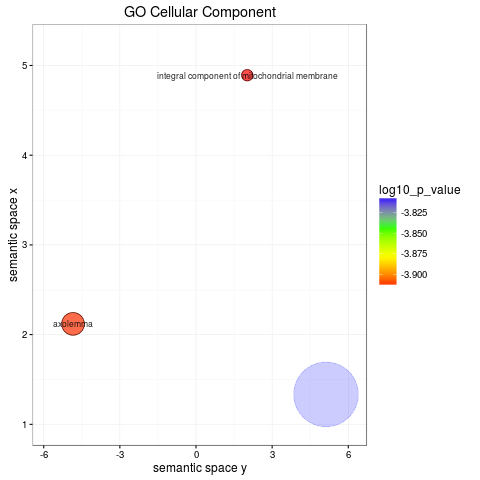 GO Cellular Component
semantic space x
5
4
3
2
1
integral component of mitochondrial membrane
axolemma
-6
-3
0
3
6
semantic space y
log10_p_value
-3.825
-3.850
-3.875
-3.900